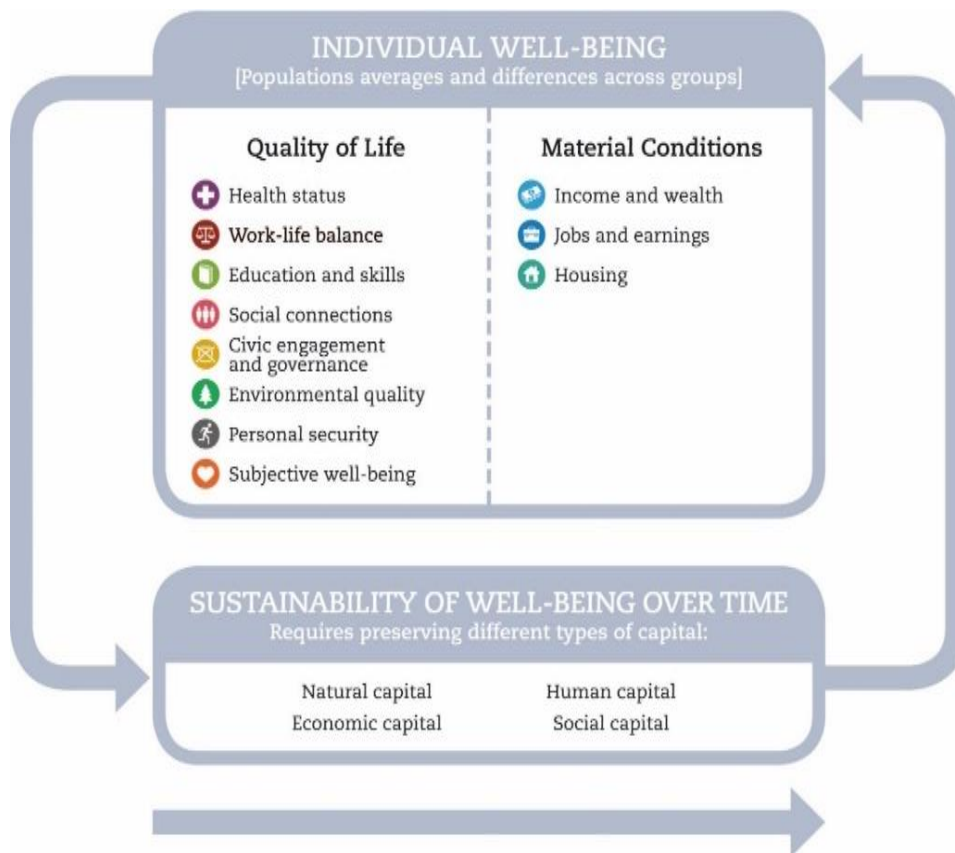 INDIVIDUAL WELL-BEING
[Populations averages and differences across groups]
Quality of Life
Health status
Work-life balance
Education and skills
Social connections
Civic engagement
and governance
Environmental quality
Personal security
Subjective well-being
Material Conditions
Income and wealth
Jobs and earnings
Housing
SUSTAINABILITY OF WELL-BEING OVER TIME
Requires preserving different types of capital:
Natural capital
Human capital
Economic capital
Social capital